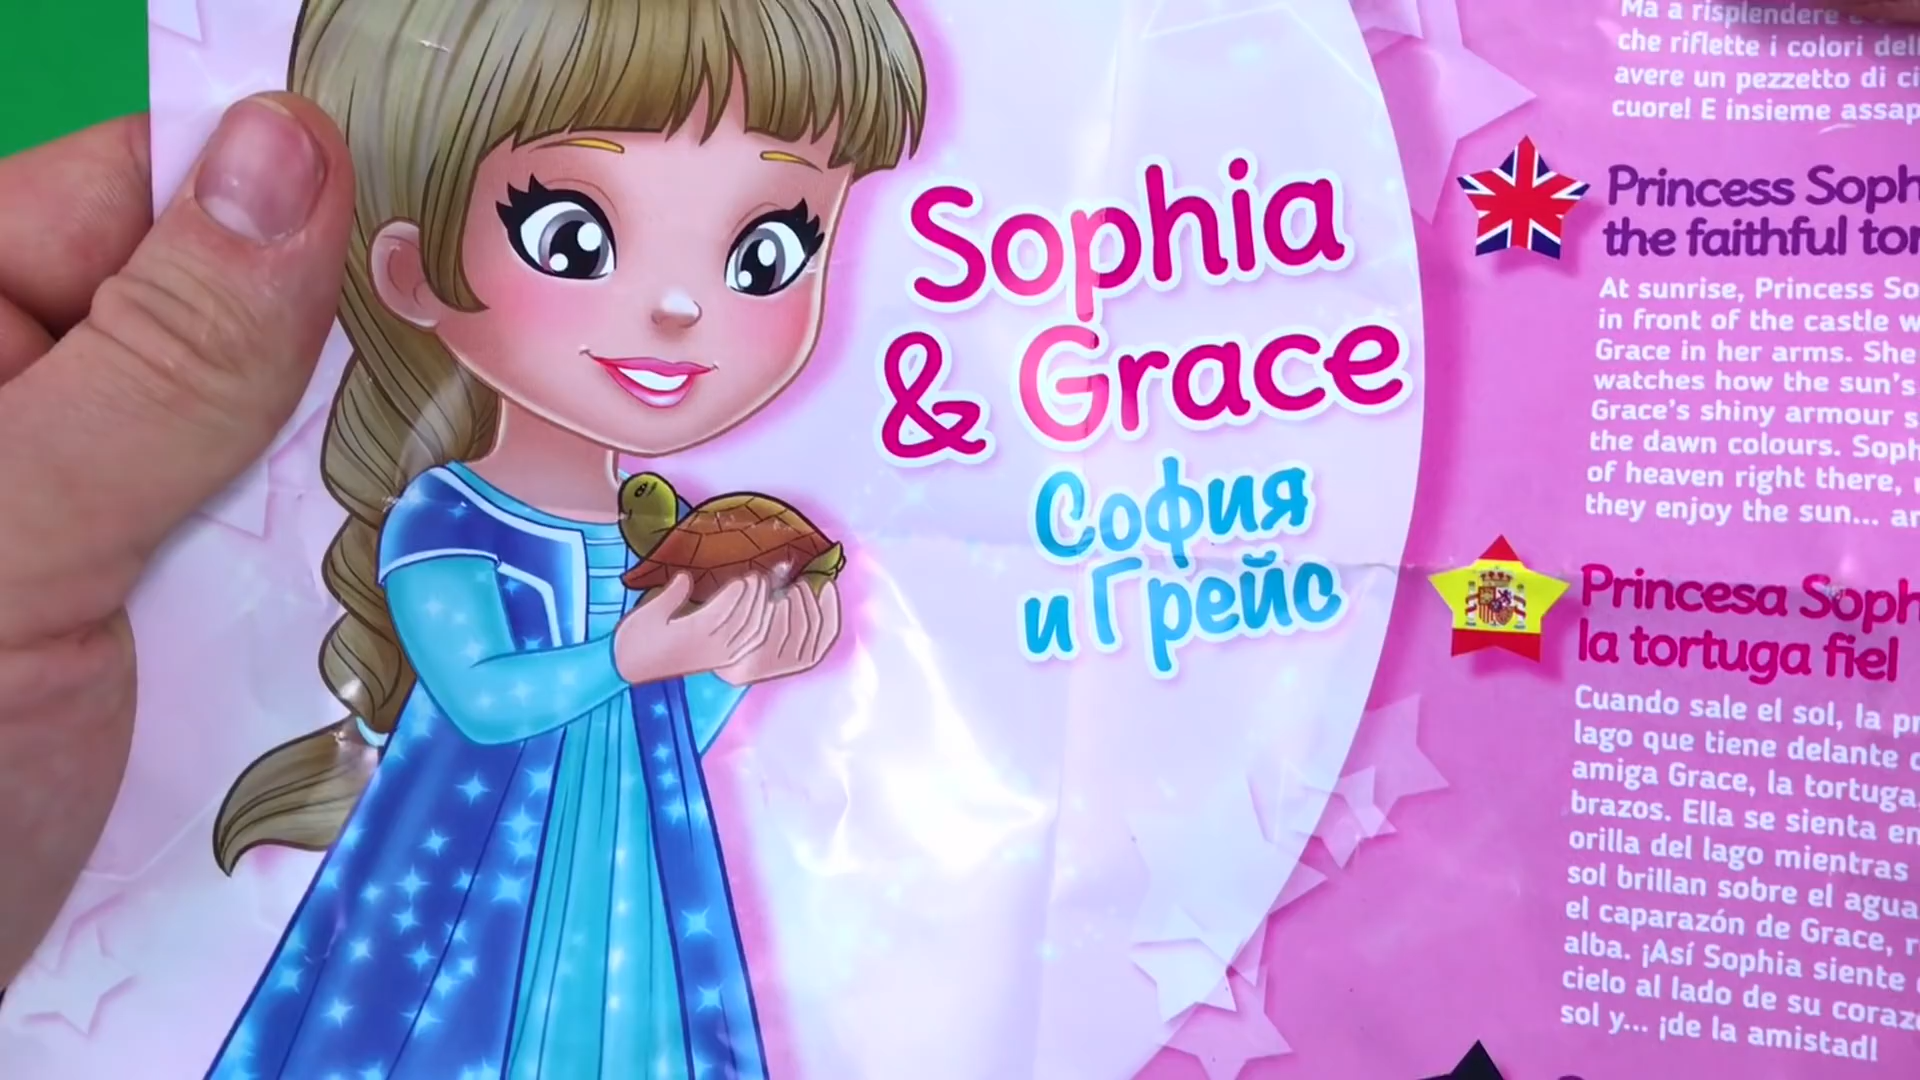 Sophia
& Grace
София
и Грейс
Ma a risplendere
che riflette i colori dell
avere un pezzetto di ci
cuore! E insieme assap
Princess Soph
the faithful tor
At sunrise, Princess So
in front of the castle w
Grace in her arms. She
watches how the sun's
Grace's shiny armour s
the dawn colours. Soph
of heaven right there,
they enjoy the sun... an
Princesa Soph
la tortuga fiel
Cuando sale el sol, la pr
lago que tiene delante d
amiga Grace, la tortuga
brazos. Ella se sienta en
orilla del lago mientras
sol brillan sobre el agua
el caparazón de Grace, r
alba. ¡Así Sophia siente
cielo al lado de su corazó
sol y... ¡de la amistad!